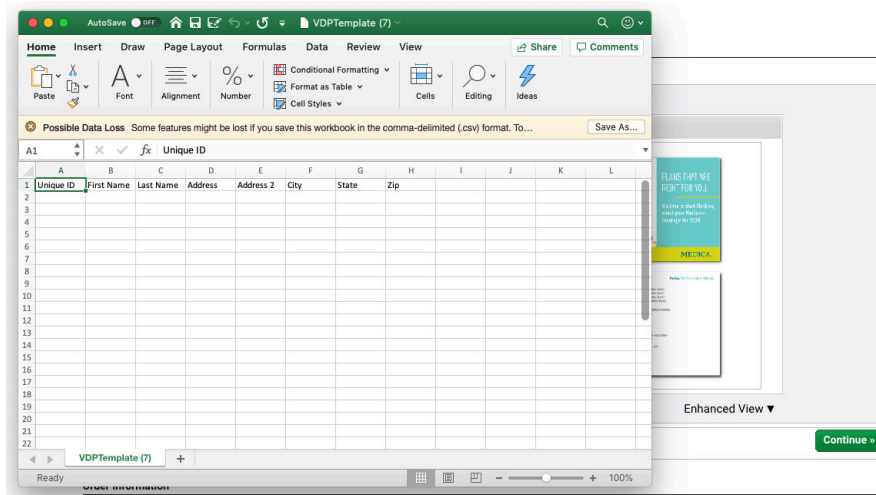 AutoSave OFF VDPTemplate (7)
Home Insert Draw Page Layout Formulas Data Review View Share Comments
Paste Font Alignment Number Conditional Formatting Format as Table Cell Styles Cells Editing Ideas
Possible Data Loss Some features might be lost if you save this workbook in the comma-delimited (.csv) format. To... Save As...
A1 fx Unique ID
A B C D E F G H I J K L
1 Unique ID First Name Last Name Address Address 2 City State Zip
2
3
4
5
6
7
8
9
10
11
12
13
14
15
16
17
18
19
20
21
22
VDPTemplate (7) +
Ready 100%
PLANS THAT ARE
RIGHT FOR YOU.
MEDICA.
Enhanced View ▼
Continue »
Order Information